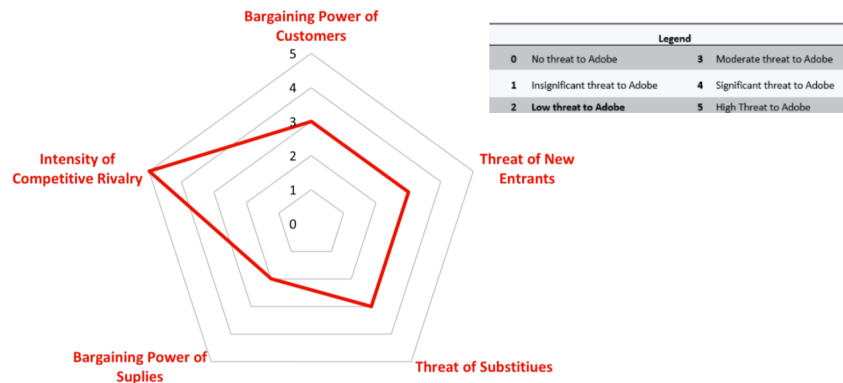 Bargaining Power of
Customers
Legend
0 No threat to Adobe 3 Moderate threat to Adobe
1 Insignificant threat to Adobe 4 Significant threat to Adobe
2 Low threat to Adobe 5 High Threat to Adobe
5
4
3
2
1
0
Intensity of
Competitive Rivalry
Threat of New
Entrants
Bargaining Power of
Suplies
Threat of Substitiues